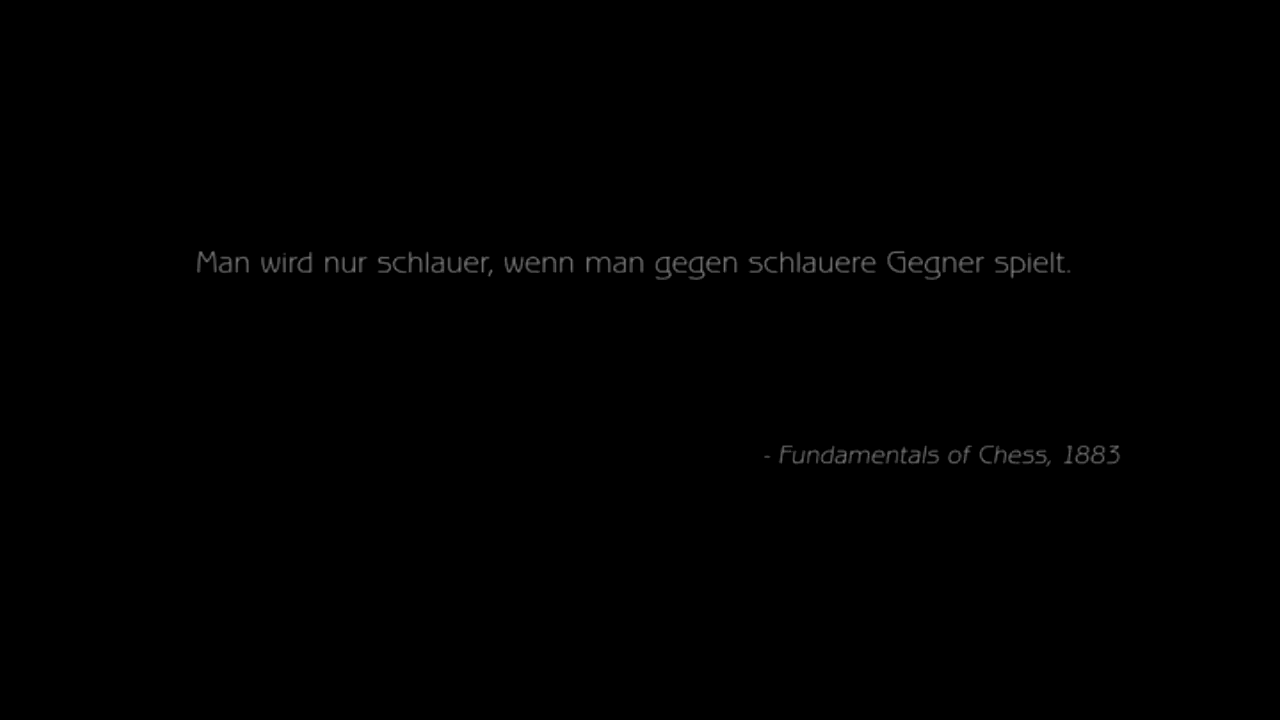 Man wird nur schlauer, wenn man gegen schlauere Gegner spielt.
- Fundamentals of Chess, 1883